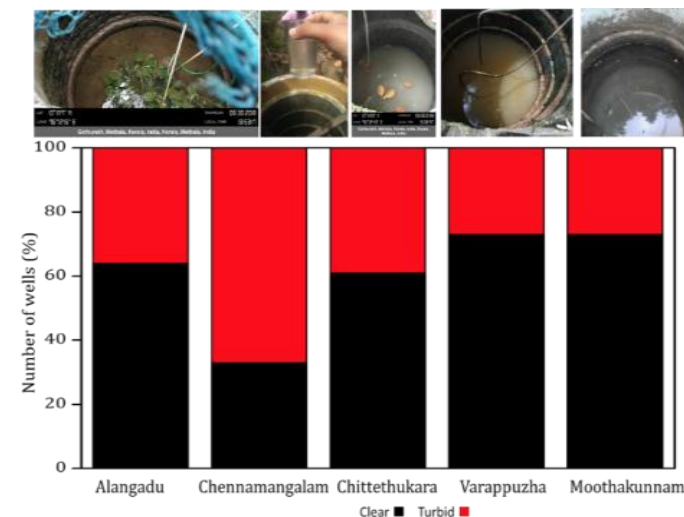 Number of wells (%)
100
80
60
40
20
0
Alangadu Chennamangalam Chittethukara Varappuzha Moothakunnam
Clear Turbid